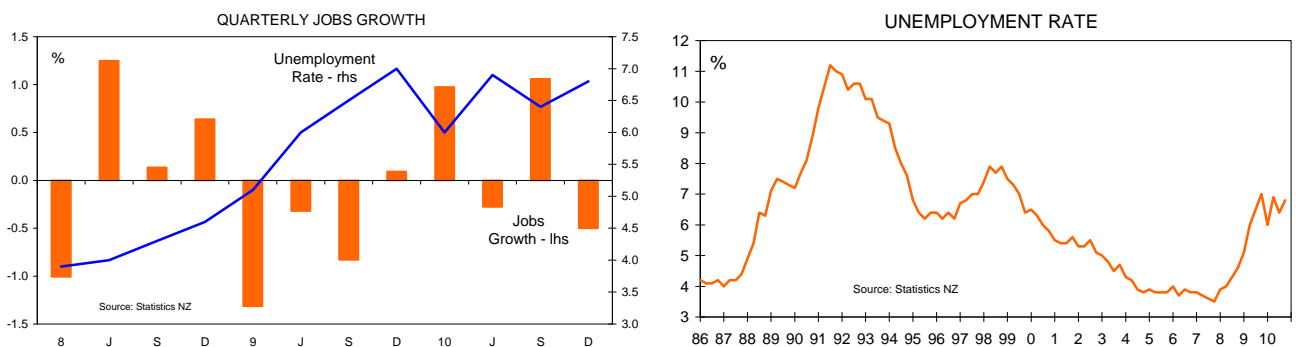 QUARTERLY JOBS GROWTH
1.5
1.0
0.5
0.0
-0.5
-1.0
-1.5
%
Unemployment
Rate - rhs
Jobs
Growth - lhs
Source: Statistics NZ
7.5
7.0
6.5
6.0
5.5
5.0
4.5
4.0
3.5
3.0
8 J S D 9 J S D 10 J S D
UNEMPLOYMENT RATE
12
11
10
9
8
7
6
5
4
3
%
Source: Statistics NZ
86 87 88 89 90 91 92 93 94 95 96 97 98 99 0 1 2 3 4 5 6 7 8 9 10